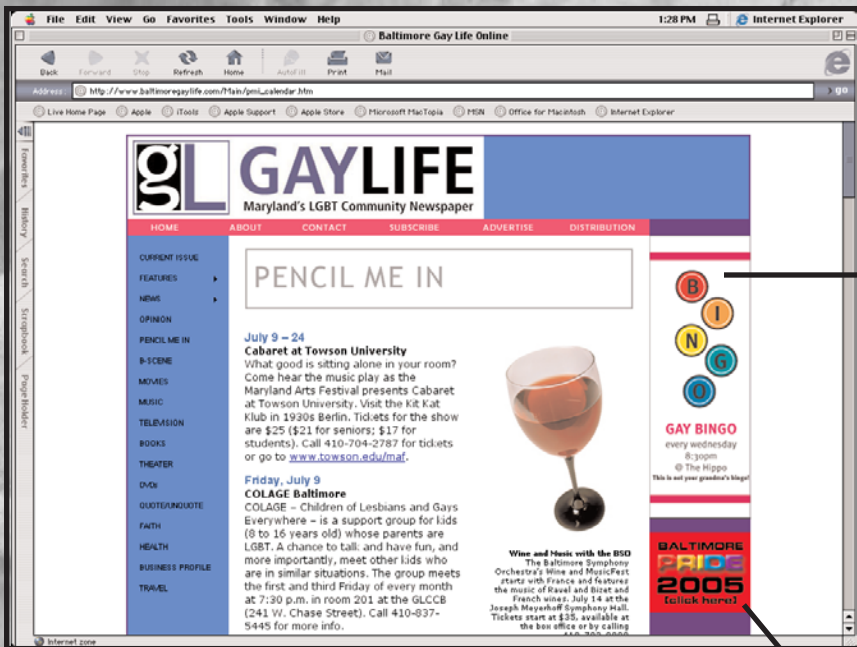 File Edit View Go Favorites Tools Window Help
1:28 PM
Internet Explorer
Baltimore Gay Life Online
Back Forward Stop Refresh Home AutoFill Print Mail
Address http://www.baltimoregaylife.com/Main/pmi_calendar.htm
go
Live Home Page Apple iTools Apple Support Apple Store Microsoft MacTopia MSN Office for Macintosh Internet Explorer
Favorites
History
Search
Scrapbook
Page Holder
gL GAYLIFE
Maryland's LGBT Community Newspaper
HOME ABOUT CONTACT SUBSCRIBE ADVERTISE DISTRIBUTION
CURRENT ISSUE
FEATURES
NEWS
OPINION
PENCIL ME IN
B-SCENE
MOVIES
MUSIC
TELEVISION
BOOKS
THEATER
DVDs
QUOTE/UNQUOTE
FAITH
HEALTH
BUSINESS PROFILE
TRAVEL
PENCIL ME IN
July 9 – 24
Cabaret at Towson University
What good is sitting alone in your room?
Come hear the music play as the
Maryland Arts Festival presents Cabaret
at Towson University. Visit the Kit Kat
Klub in 1930s Berlin. Tickets for the show
are $25 ($21 for seniors; $17 for
students). Call 410-704-2787 for tickets
or go to www.towson.edu/maf.
Friday, July 9
COLAGE Baltimore
COLAGE – Children of Lesbians and Gays
Everywhere – is a support group for kids
(8 to 16 years old) whose parents are
LGBT. A chance to talk and have fun, and
more importantly, meet other kids who
are in similar situations. The group meets
the first and third Friday of every month
at 7:30 p.m. in room 201 at the GLCCB
(241 W. Chase Street). Call 410-837-
5445 for more info.
Wine and Music with the BSO
The Baltimore Symphony
Orchestra's Wine and MusicFest
starts with France and features
the music of Ravel and Bizet and
French wines. July 14 at the
Joseph Meyerhoff Symphony Hall.
Tickets start at $35, available at
the box office or by calling
BINGO
GAY BINGO
every wednesday
8:30pm
@ The Hippo
This is not your grandma's bingo!
BALTIMORE
PRIDE
2005
[click here]
Internet zone